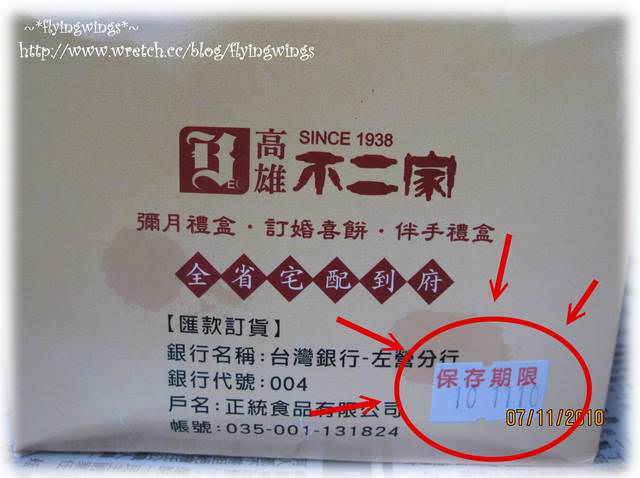 ~*flyingwings*~
http://www.wretch.cc/blog/flyingwings
SINCE 1938
高雄 不二家
彌月禮盒·訂婚喜餅·伴手禮盒
全省宅配到府
【匯款訂貨】
銀行名稱:台灣銀行-左營分行
銀行代號:004
戶名:正統食品有限公司
帳號:035-001-131824
保存期限
10 11 10
07/11/2010